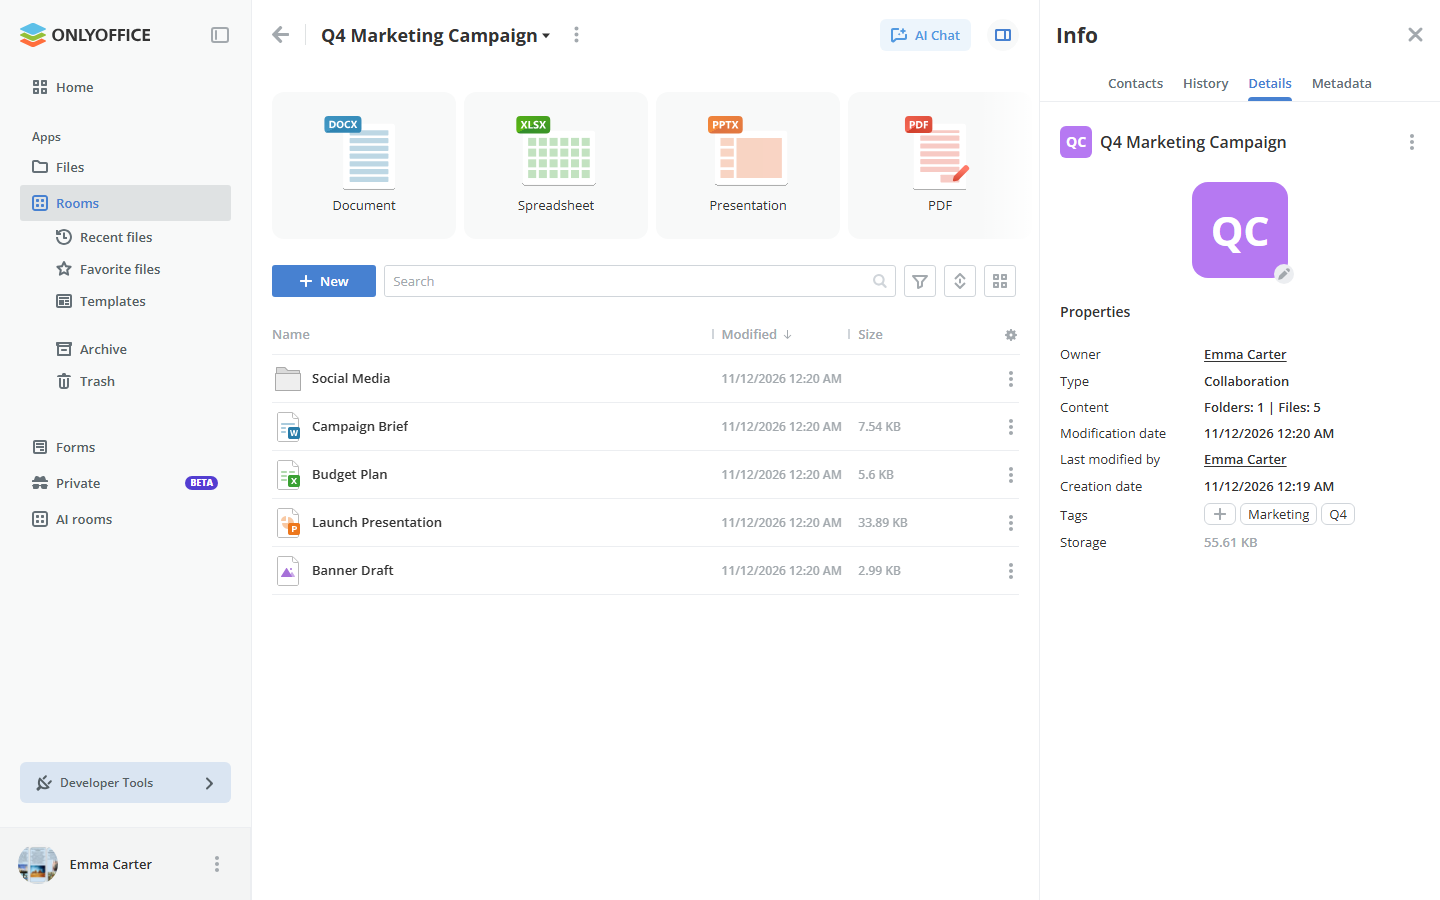 ONLYOFFICE
Home
Apps
Files
Rooms
Recent files
Favorite files
Templates
Archive
Trash
Forms
Private
BETA
AI rooms
Developer Tools
Emma Carter
Q4 Marketing Campaign
AI Chat
DOCX
Document
XLSX
Spreadsheet
PPTX
Presentation
PDF
PDF
New
Search
Name
Modified
Size
Social Media
11/12/2026 12:20 AM
Campaign Brief
11/12/2026 12:20 AM
7.54 KB
Budget Plan
11/12/2026 12:20 AM
5.6 KB
Launch Presentation
11/12/2026 12:20 AM
33.89 KB
Banner Draft
11/12/2026 12:20 AM
2.99 KB
W
X
P
Info
Contacts
History
Details
Metadata
QC
Q4 Marketing Campaign
QC
Properties
Owner
Emma Carter
Type
Collaboration
Content
Folders: 1 | Files: 5
Modification date
11/12/2026 12:20 AM
Last modified by
Emma Carter
Creation date
11/12/2026 12:19 AM
Tags
Marketing
Q4
Storage
55.61 KB